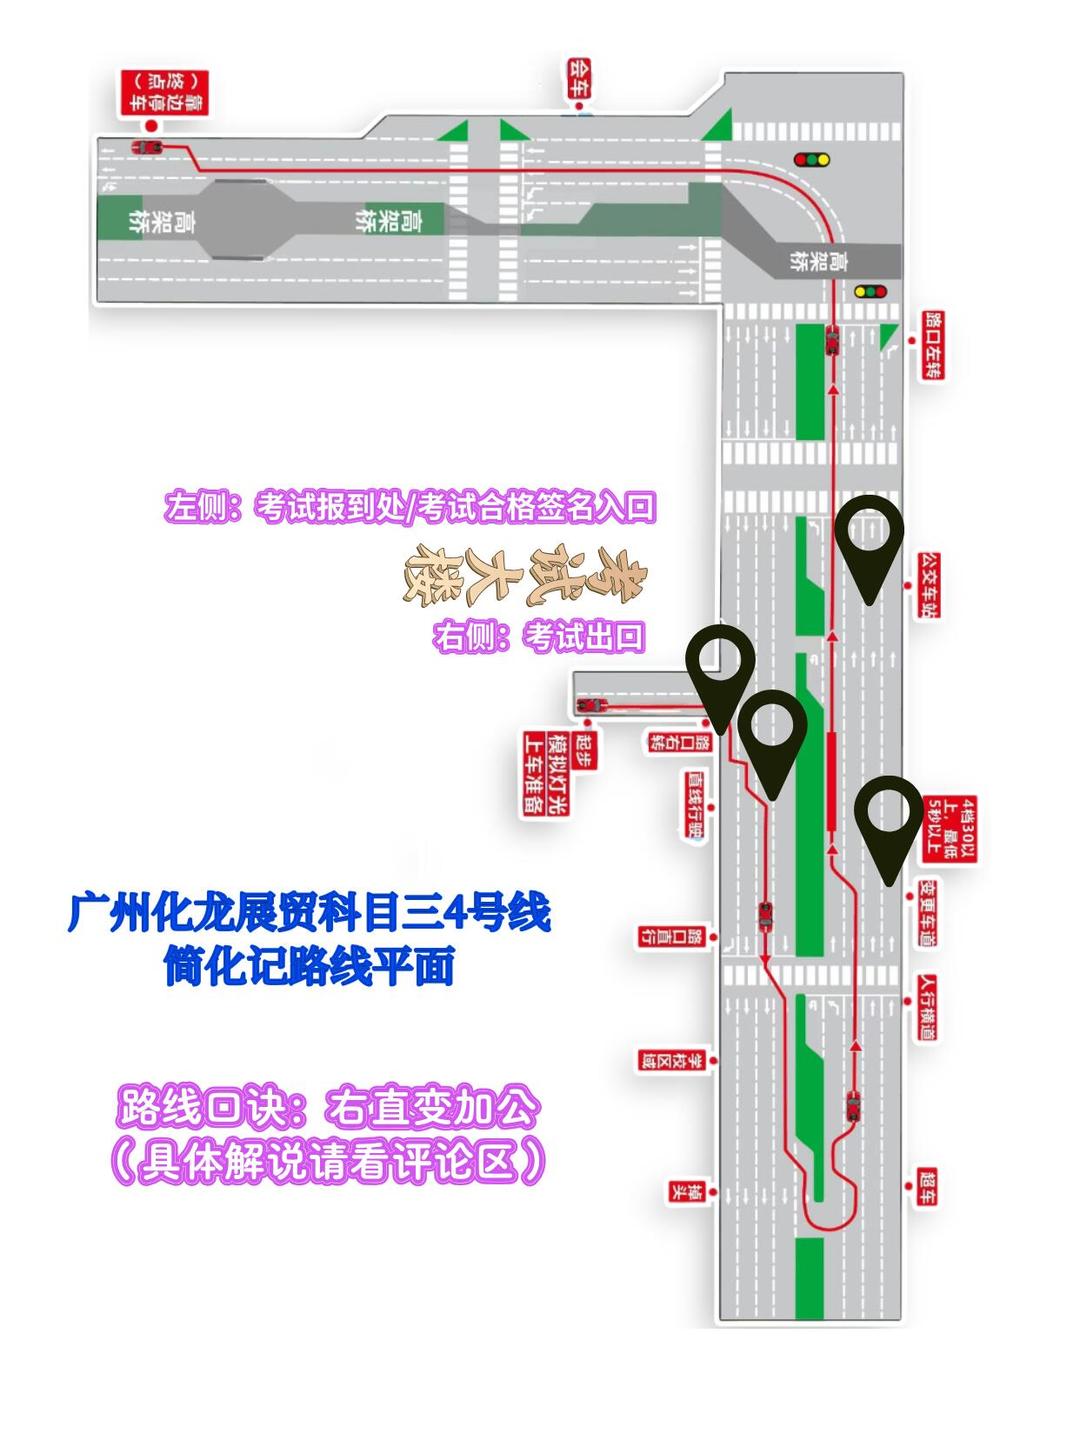 靠边停车
（终点）
会车
高架桥
高架桥
高架桥
路口左转
左侧：考试报到处/考试合格签名入口
考试大楼
右侧：考试出口
公交车站
起步
模拟灯光
上车准备
路口右转
直线行驶
4档30以
上，最低
5秒以上
变更车道
广州化龙展贸科目三4号线
简化记路线平面
路口直行
人行横道
学校区域
路线口诀：右直变加公
（具体解说请看评论区）
掉头
超车